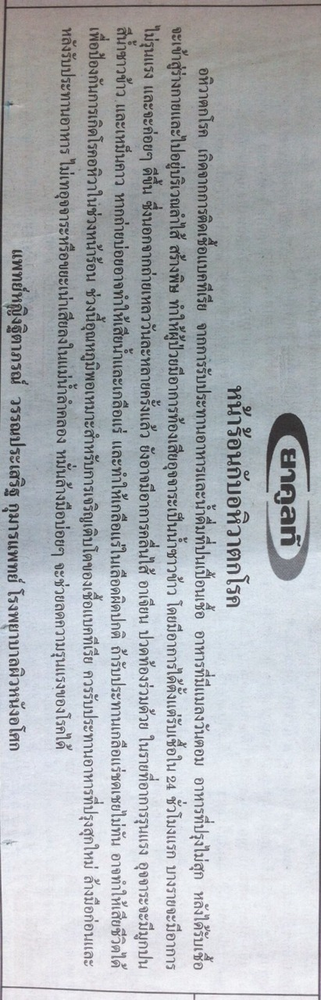 ยาคูลท์
หน้าร้อนกับอหิวาตกโรค
อหิวาตกโรค เกิดจากการติดเชื้อแบคทีเรีย จากการรับประทานอาหารและน้ำดื่มที่ปนเปื้อนเชื้อ อาหารที่มีแมลงวันตอม อาหารที่ปรุงไม่สุก หลังได้รับเชื้อ
จะเข้าสู่ร่างกายและไปอยู่บริเวณลำไส้ สร้างพิษ ทำให้ผู้ป่วยมีอาการท้องเสียอุจจาระเป็นน้ำซาวข้าว โดยมีอาการได้ตั้งแต่รับเชื้อใน 24 ชั่วโมงแรก บางรายจะมีอาการ
ไม่รุนแรง และจะค่อยๆ ดีขึ้น ซึ่งนอกจากถ่ายเหลววันละหลายครั้งแล้ว ยังอาจมีอาการคลื่นไส้ อาเจียน ปวดท้องร่วมด้วย ในรายที่อาการรุนแรง อุจจาระจะมีมูกปน
สีน้ำซาวข้าว และเหม็นคาว หากถ่ายบ่อยอาจทำให้เสียน้ำและเกลือแร่ และทำให้เกลือแร่ในเลือดผิดปกติ ถ้ารับประทานเกลือแร่ชดเชยไม่ทัน อาจทำให้เสียชีวิตได้
เพื่อป้องกันการเกิดโรคอหิวาในช่วงหน้าร้อน ช่วงนี้อุณหภูมิพอเหมาะสำหรับการเจริญเติบโตของเชื้อแบคทีเรีย ควรรับประทานอาหารที่ปรุงสุกใหม่ ล้างมือก่อนและ
หลังรับประทานอาหาร ไม่เทอุจจาระหรือขยะเน่าเสียลงในแม่น้ำลำคลอง หมั่นล้างมือบ่อยๆ จะช่วยลดความรุนแรงของโรคได้
แพทย์หญิงฐิตาภรณ์ วรรณประเสริฐ กุมารแพทย์ โรงพยาบาลผิวหนังอโศก